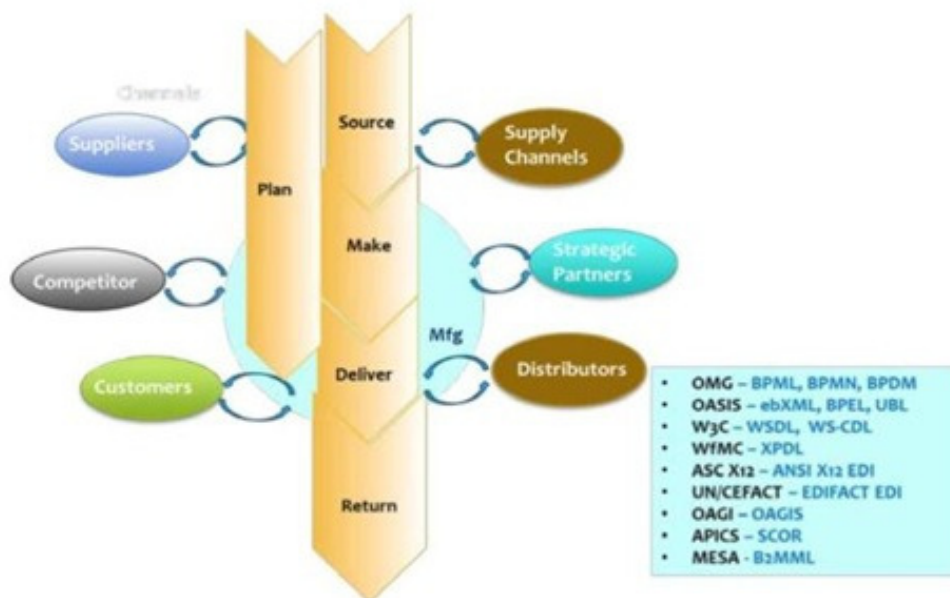 Channels
Suppliers
Source
Supply
Channels
Plan
Make
Competitor
Strategic
Partners
Mfg
Customers
Deliver
Distributors
Return
• OMG – BPML, BPMN, BPDM
• OASIS – ebXML, BPEL, UBL
• W3C – WSDL, WS-CDL
• WfMC – XPDL
• ASC X12 – ANSI X12 EDI
• UN/CEFACT – EDIFACT EDI
• OAGI – OAGIS
• APICS – SCOR
• MESA - B2MML